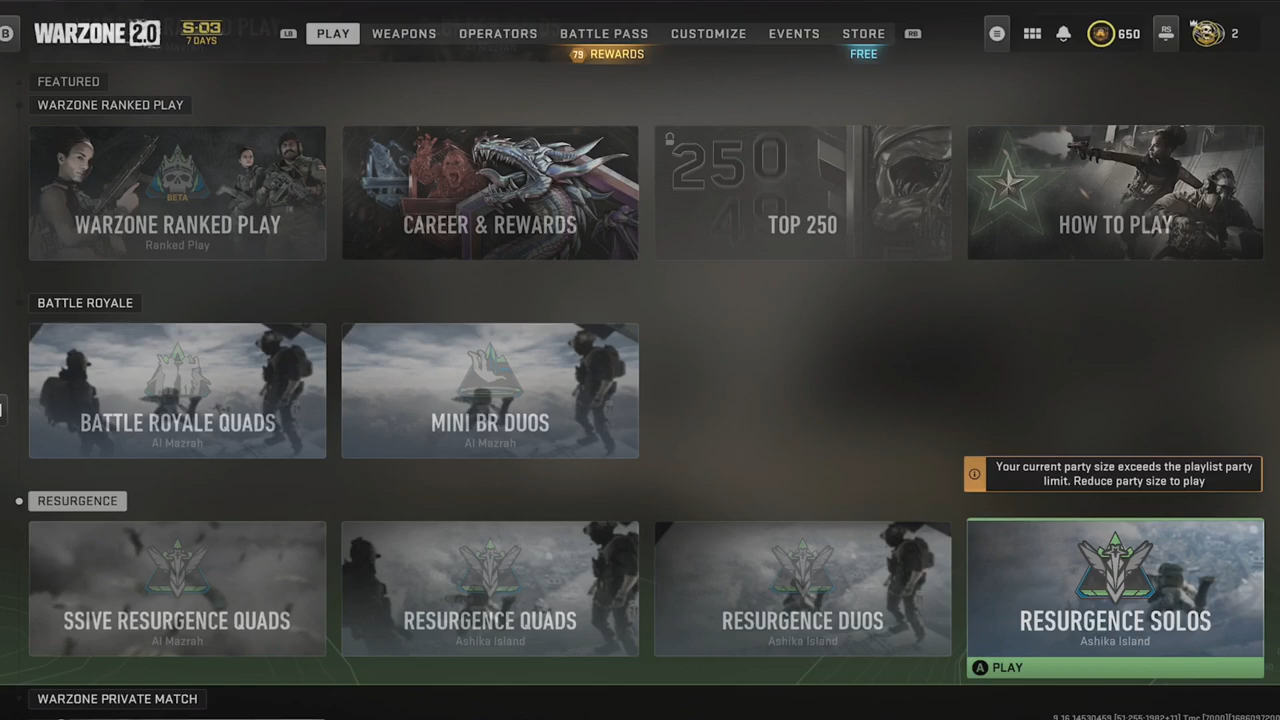 B
WARZONE 2.0
S-03
7 DAYS
LB
PLAY
WEAPONS
OPERATORS
BATTLE PASS
CUSTOMIZE
EVENTS
STORE
RB
79 REWARDS
FREE
650
RS
2
FEATURED
WARZONE RANKED PLAY
BETA
WARZONE RANKED PLAY
Ranked Play
CAREER & REWARDS
250
TOP 250
HOW TO PLAY
BATTLE ROYALE
BATTLE ROYALE QUADS
Al Mazrah
MINI BR DUOS
Al Mazrah
Your current party size exceeds the playlist party
limit. Reduce party size to play
RESURGENCE
SSIVE RESURGENCE QUADS
Al Mazrah
RESURGENCE QUADS
Ashika Island
RESURGENCE DUOS
Ashika Island
RESURGENCE SOLOS
Ashika Island
A PLAY
WARZONE PRIVATE MATCH